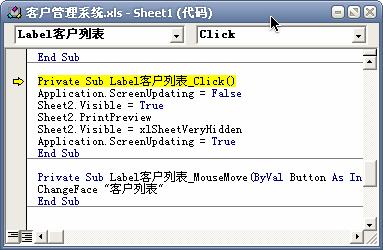 客户管理系统.xls - Sheet1 (代码)
Label客户列表 Click
End Sub
Private Sub Label客户列表_Click()
Application.ScreenUpdating = False
Sheet2.Visible = True
Sheet2.PrintPreview
Sheet2.Visible = xlSheetVeryHidden
Application.ScreenUpdating = True
End Sub
Private Sub Label客户列表_MouseMove(ByVal Button As In
ChangeFace "客户列表"
End Sub